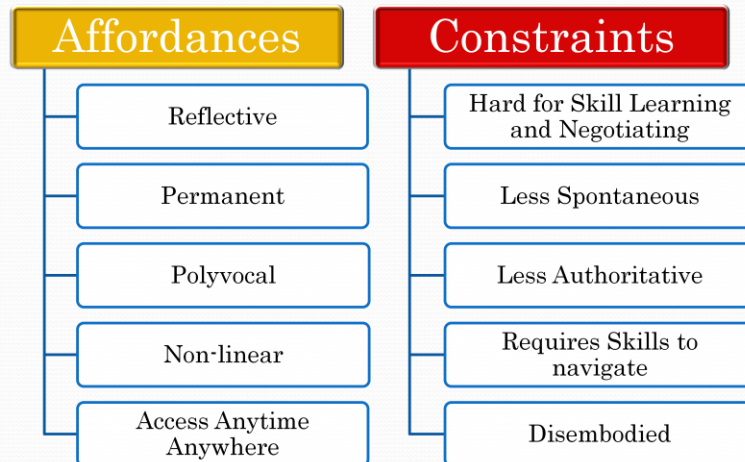 Affordances
Reflective
Permanent
Polyvocal
Non-linear
Access Anytime
Anywhere
Constraints
Hard for Skill Learning
and Negotiating
Less Spontaneous
Less Authoritative
Requires Skills to
navigate
Disembodied